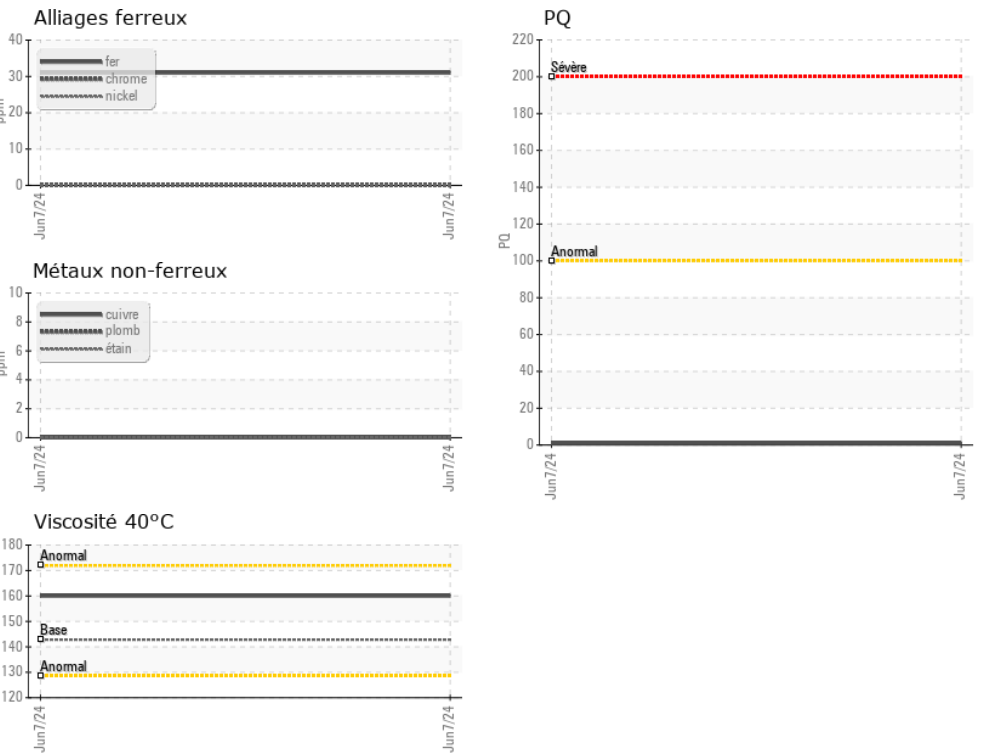 Alliages ferreux
40
30
20
10
0
ppm
fer
chrome
nickel
Jun7/24
Jun7/24
Métaux non-ferreux
10
8
6
4
2
0
ppm
cuivre
plomb
étain
Jun7/24
Jun7/24
Viscosité 40°C
180
170
160
150
140
130
120
Anormal
Base
Anormal
Jun7/24
Jun7/24
PQ
220
200
180
160
140
120
100
80
60
40
20
0
PQ
Sévère
Anormal
Jun7/24
Jun7/24